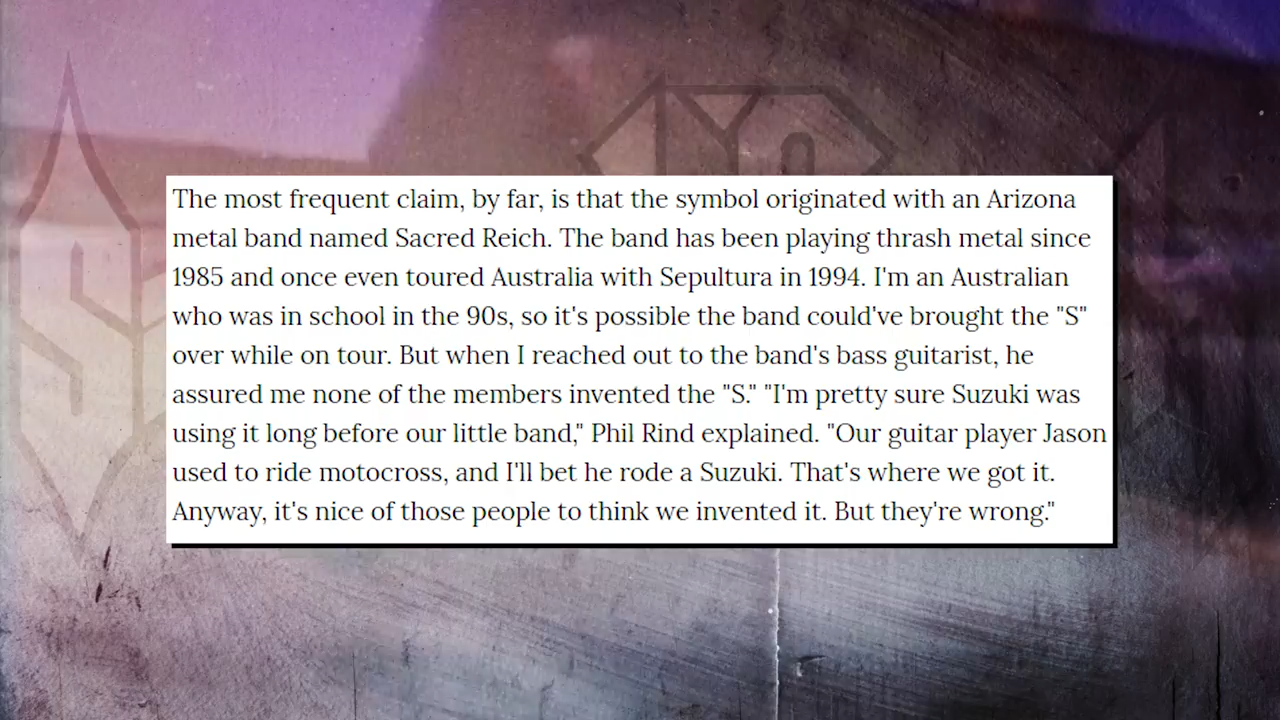 The most frequent claim, by far, is that the symbol originated with an Arizona
metal band named Sacred Reich. The band has been playing thrash metal since
1985 and once even toured Australia with Sepultura in 1994. I'm an Australian
who was in school in the 90s, so it's possible the band could've brought the "S"
over while on tour. But when I reached out to the band's bass guitarist, he
assured me none of the members invented the "S." "I'm pretty sure Suzuki was
using it long before our little band," Phil Rind explained. "Our guitar player Jason
used to ride motocross, and I'll bet he rode a Suzuki. That's where we got it.
Anyway, it's nice of those people to think we invented it. But they're wrong."